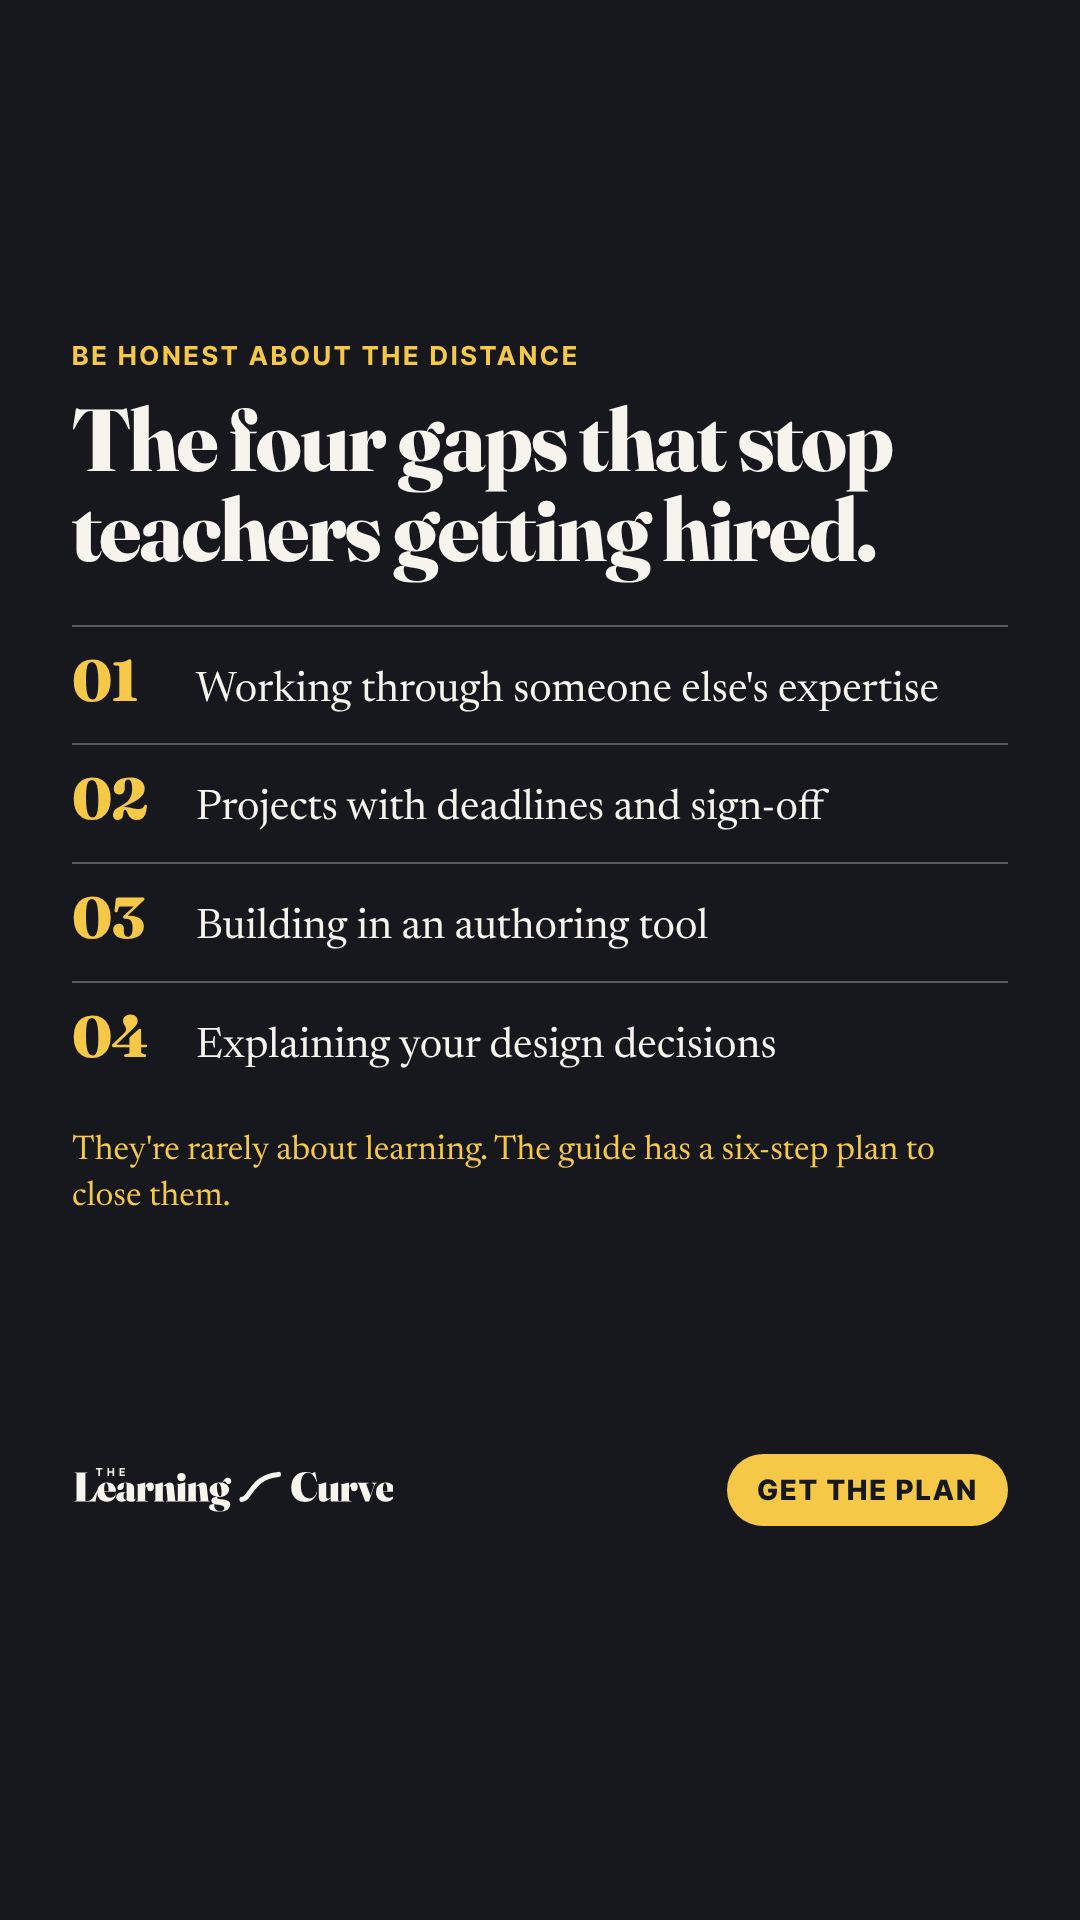 BE HONEST ABOUT THE DISTANCE
The four gaps that stop
teachers getting hired.
01 Working through someone else's expertise
02 Projects with deadlines and sign-off
03 Building in an authoring tool
04 Explaining your design decisions
They're rarely about learning. The guide has a six-step plan to
close them.
THE
Learning Curve
GET THE PLAN